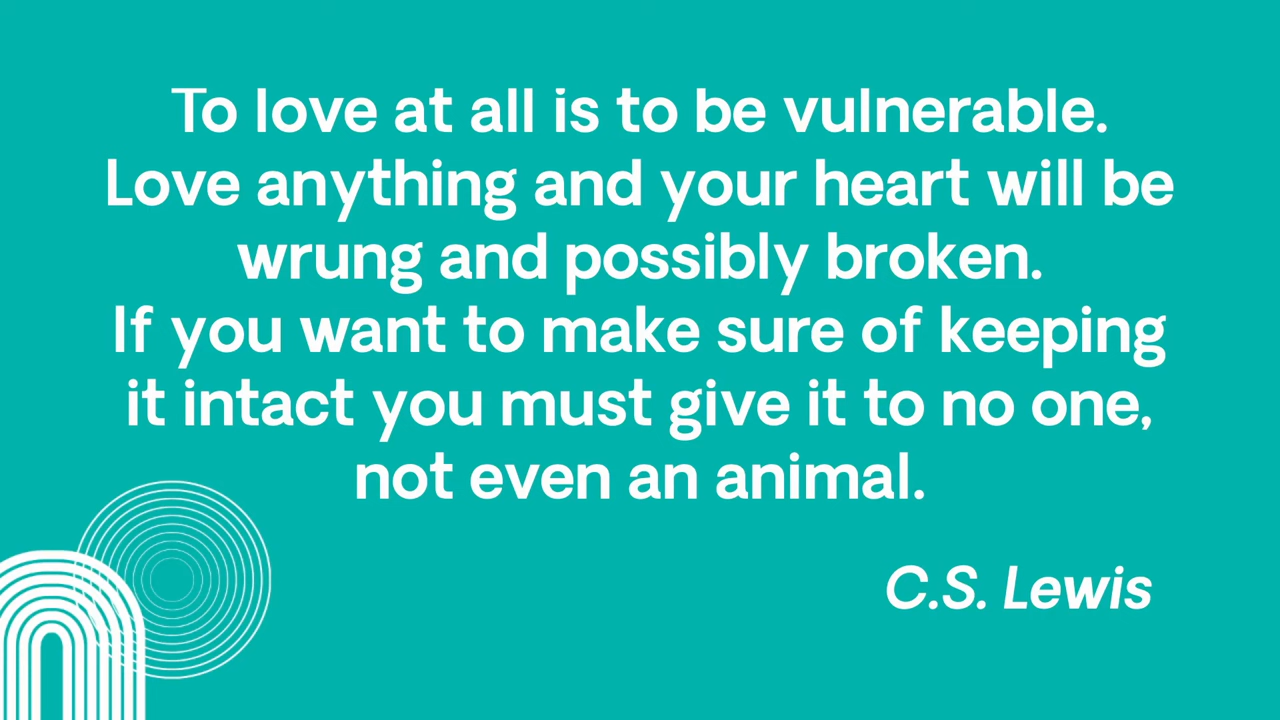 To love at all is to be vulnerable.
Love anything and your heart will be
wrung and possibly broken.
If you want to make sure of keeping
it intact you must give it to no one,
not even an animal.
C.S. Lewis